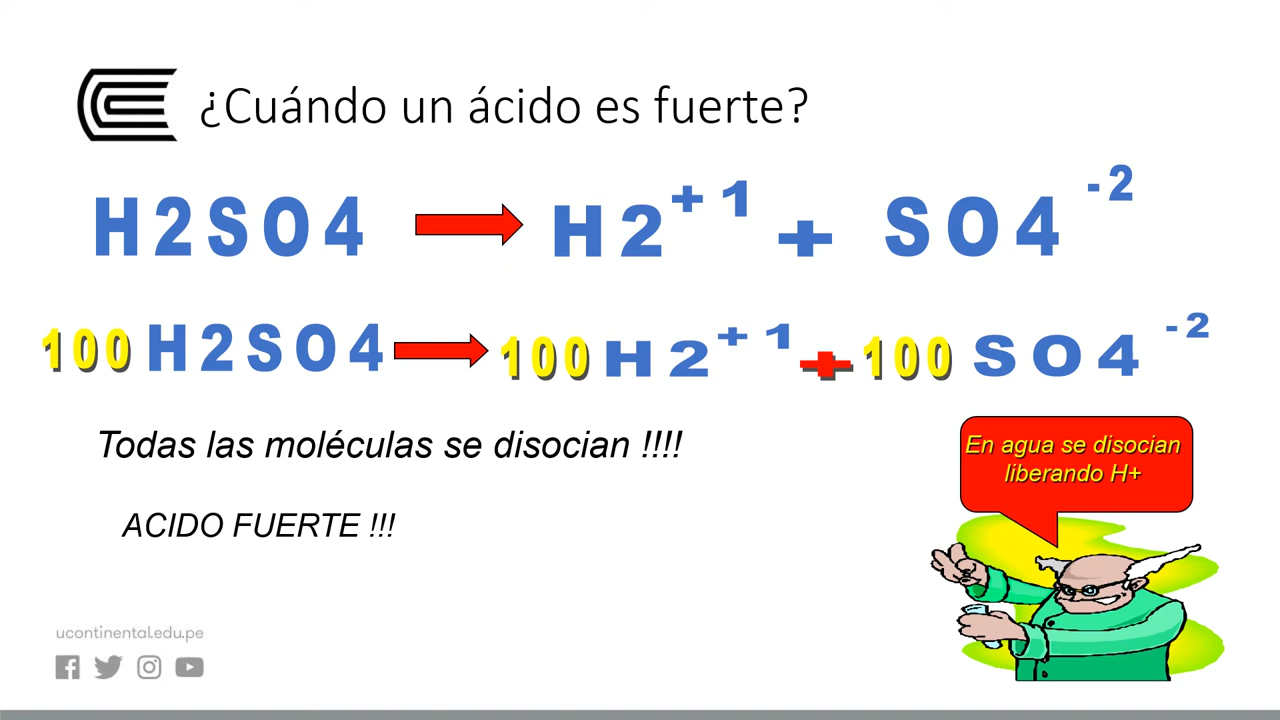 ¿Cuándo un ácido es fuerte?
H2SO4 → H2+1 + SO4-2
100 H2SO4 → 100 H2+1 + 100 SO4-2
Todas las moléculas se disocian !!!!
ACIDO FUERTE !!!
En agua se disocian
liberando H+
ucontinental.edu.pe